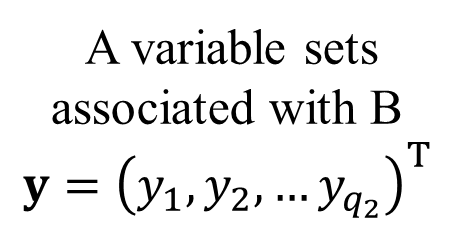 A variable sets
associated with B
𝐲 = (y₁, y₂, … y_{q₂})ᵀ